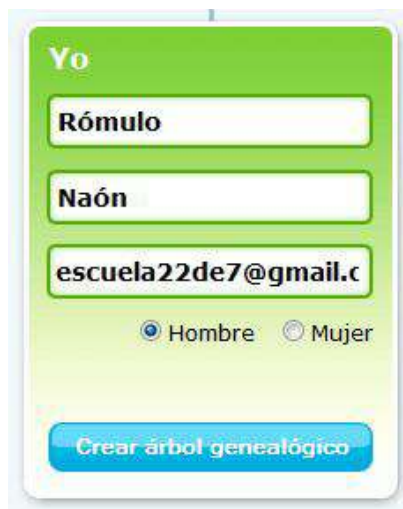 Yo
Rómulo
Naón
escuela22de7@gmail.c
Hombre Mujer
Crear árbol genealógico